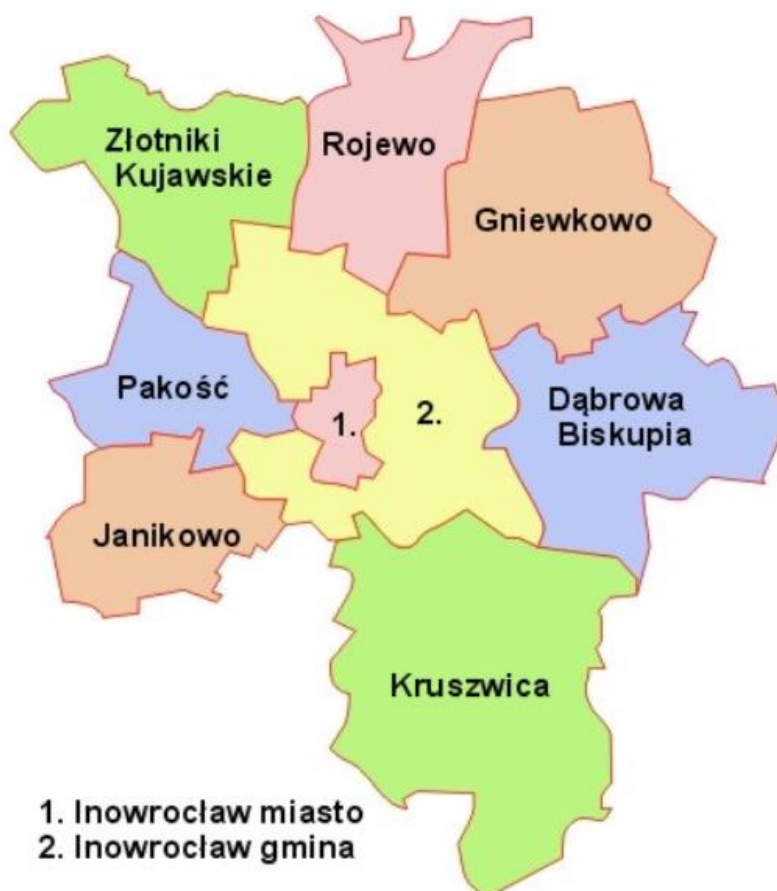 Złotniki
Kujawskie
Rojewo
Gniewkowo
Pakość
1.
2.
Dąbrowa
Biskupia
Janikowo
Kruszwica
1. Inowrocław miasto
2. Inowrocław gmina